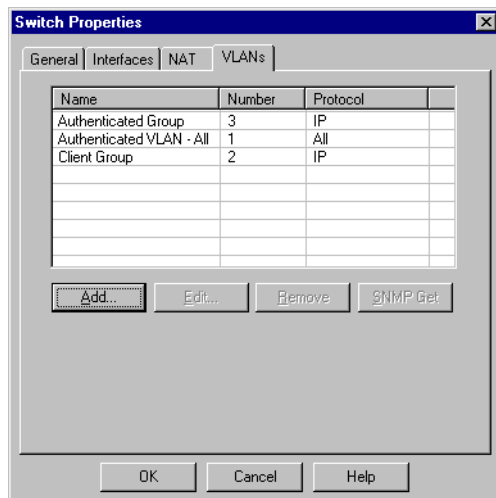 Switch Properties
General Interfaces NAT VLANs
Name Number Protocol
Authenticated Group 3 IP
Authenticated VLAN - All 1 All
Client Group 2 IP
Add... Edit... Remove SNMP Get
OK Cancel Help